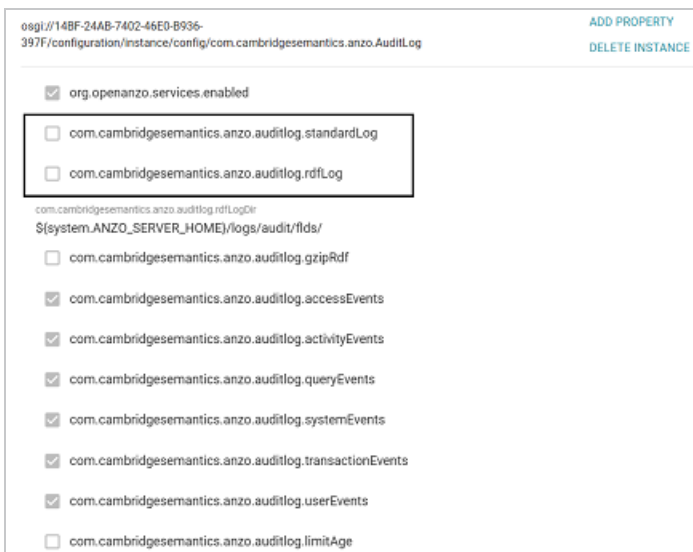 osgi://14BF-24AB-7402-46E0-B936-
397F/configuration/instance/config/com.cambridgesemantics.anzo.AuditLog
ADD PROPERTY
DELETE INSTANCE
org.openanzo.services.enabled
com.cambridgesemantics.anzo.auditlog.standardLog
com.cambridgesemantics.anzo.auditlog.rdfLog
com.cambridgesemantics.anzo.auditlog.rdfLogDir
${system.ANZO_SERVER_HOME}/logs/audit/flds/
com.cambridgesemantics.anzo.auditlog.gzipRdf
com.cambridgesemantics.anzo.auditlog.accessEvents
com.cambridgesemantics.anzo.auditlog.activityEvents
com.cambridgesemantics.anzo.auditlog.queryEvents
com.cambridgesemantics.anzo.auditlog.systemEvents
com.cambridgesemantics.anzo.auditlog.transactionEvents
com.cambridgesemantics.anzo.auditlog.userEvents
com.cambridgesemantics.anzo.auditlog.limitAge